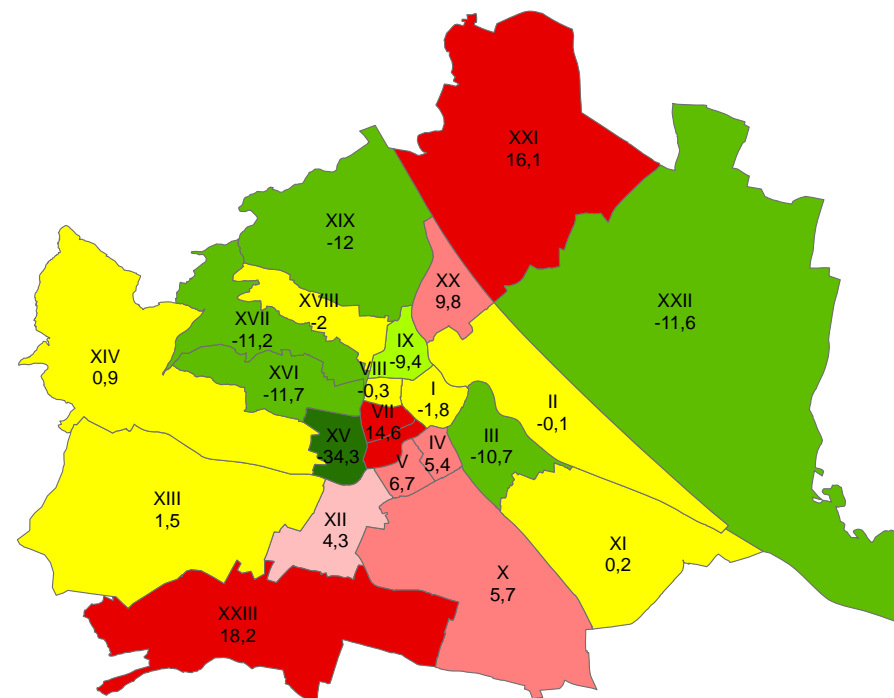 XXI
16,1
XIX
-12
XX
9,8
XXII
-11,6
XVIII
-2
XVII
-11,2
IX
-9,4
XIV
0,9
XVI
-11,7
VIII
-0,3
I
-1,8
II
-0,1
VII
14,6
XV
-34,3
IV
5,4
III
-10,7
V
6,7
XIII
1,5
XII
4,3
XI
0,2
X
5,7
XXIII
18,2